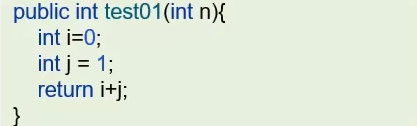 public int test01(int n){
    int i=0;
    int j = 1;
    return i+j;
}